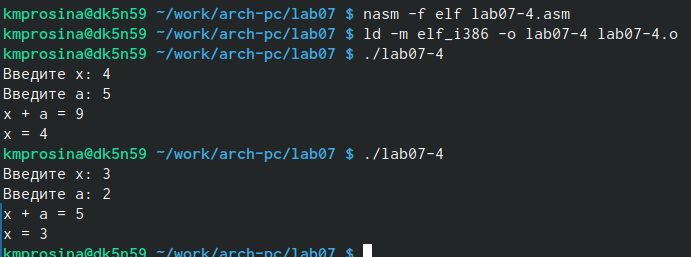 kmprosina@dk5n59 ~/work/arch-pc/lab07 $ nasm -f elf lab07-4.asm
kmprosina@dk5n59 ~/work/arch-pc/lab07 $ ld -m elf_i386 -o lab07-4 lab07-4.o
kmprosina@dk5n59 ~/work/arch-pc/lab07 $ ./lab07-4
Введите x: 4
Введите a: 5
x + a = 9
x = 4
kmprosina@dk5n59 ~/work/arch-pc/lab07 $ ./lab07-4
Введите x: 3
Введите a: 2
x + a = 5
x = 3
kmprosina@dk5n59 ~/work/arch-pc/lab07 $